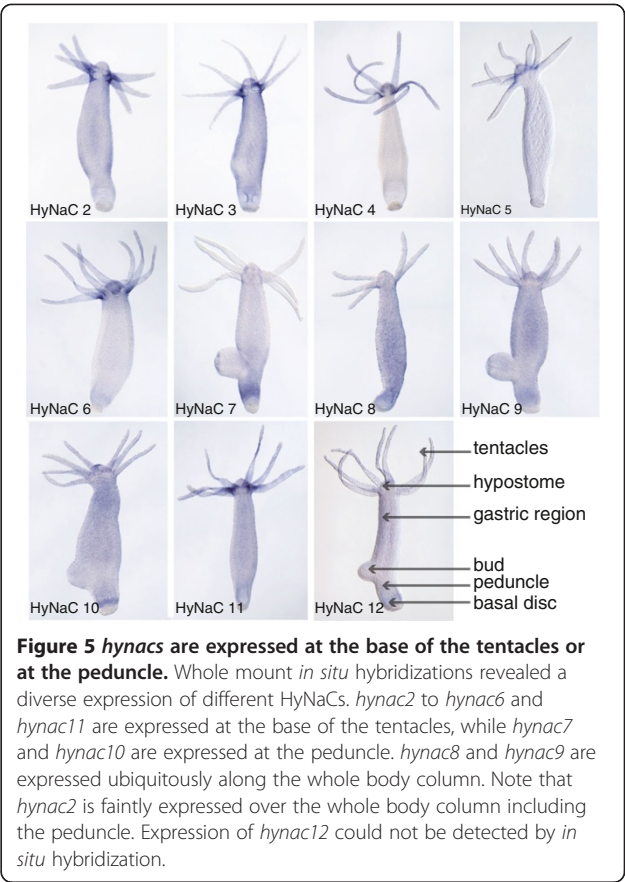 HyNaC 2
HyNaC 3
HyNaC 4
HyNaC 5
HyNaC 6
HyNaC 7
HyNaC 8
HyNaC 9
HyNaC 10
HyNaC 11
HyNaC 12
tentacles
hypostome
gastric region
bud
peduncle
basal disc
Figure 5 hynacs are expressed at the base of the tentacles or
at the peduncle. Whole mount in situ hybridizations revealed a
diverse expression of different HyNaCs. hynac2 to hynac6 and
hynac11 are expressed at the base of the tentacles, while hynac7
and hynac10 are expressed at the peduncle. hynac8 and hynac9 are
expressed ubiquitously along the whole body column. Note that
hynac2 is faintly expressed over the whole body column including
the peduncle. Expression of hynac12 could not be detected by in
situ hybridization.